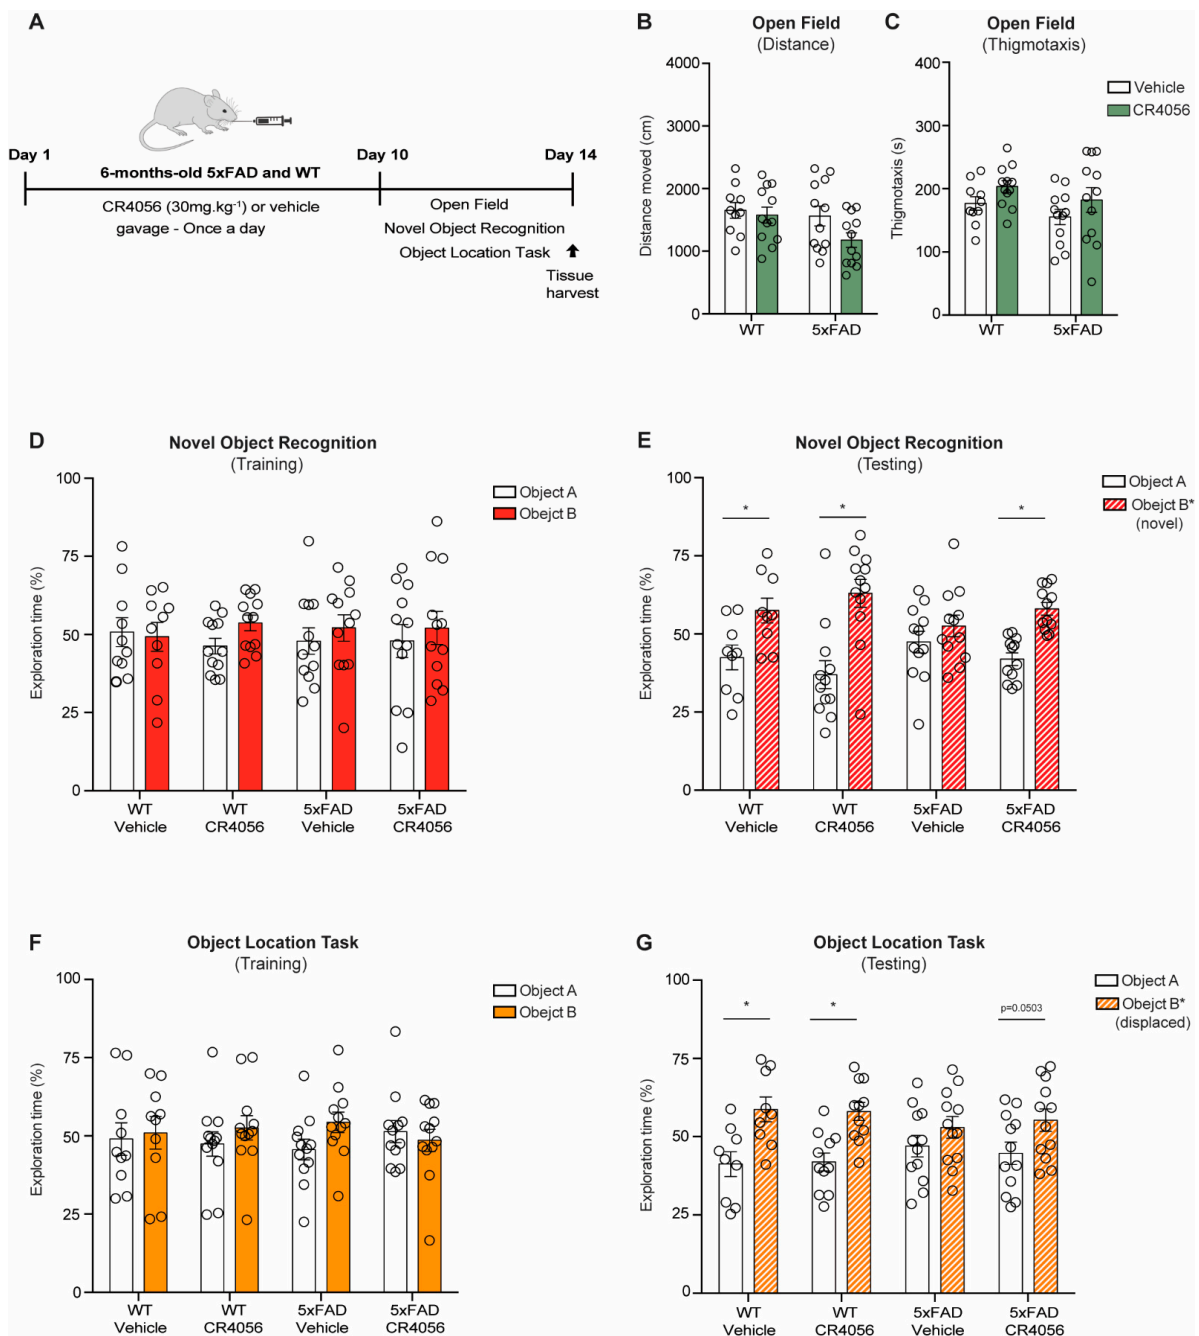 A
Day 1
Day 10
Day 14
6-months-old 5xFAD and WT
CR4056 (30mg.kg⁻¹) or vehicle
gavage - Once a day
Open Field
Novel Object Recognition
Object Location Task
Tissue
harvest
B
Open Field
(Distance)
Distance moved (cm)
4000
3000
2000
1000
0
WT
5xFAD
C
Open Field
(Thigmotaxis)
Thigmotaxis (s)
400
300
200
100
0
WT
5xFAD
Vehicle
CR4056
D
Novel Object Recognition
(Training)
Exploration time (%)
100
75
50
25
0
WT
Vehicle
WT
CR4056
5xFAD
Vehicle
5xFAD
CR4056
Object A
Obejct B
E
Novel Object Recognition
(Testing)
Exploration time (%)
100
75
50
25
0
*
*
*
WT
Vehicle
WT
CR4056
5xFAD
Vehicle
5xFAD
CR4056
Object A
Obejct B*
(novel)
F
Object Location Task
(Training)
Exploration time (%)
100
75
50
25
0
WT
Vehicle
WT
CR4056
5xFAD
Vehicle
5xFAD
CR4056
Object A
Obejct B
G
Object Location Task
(Testing)
Exploration time (%)
100
75
50
25
0
*
*
p=0.0503
WT
Vehicle
WT
CR4056
5xFAD
Vehicle
5xFAD
CR4056
Object A
Obejct B*
(displaced)